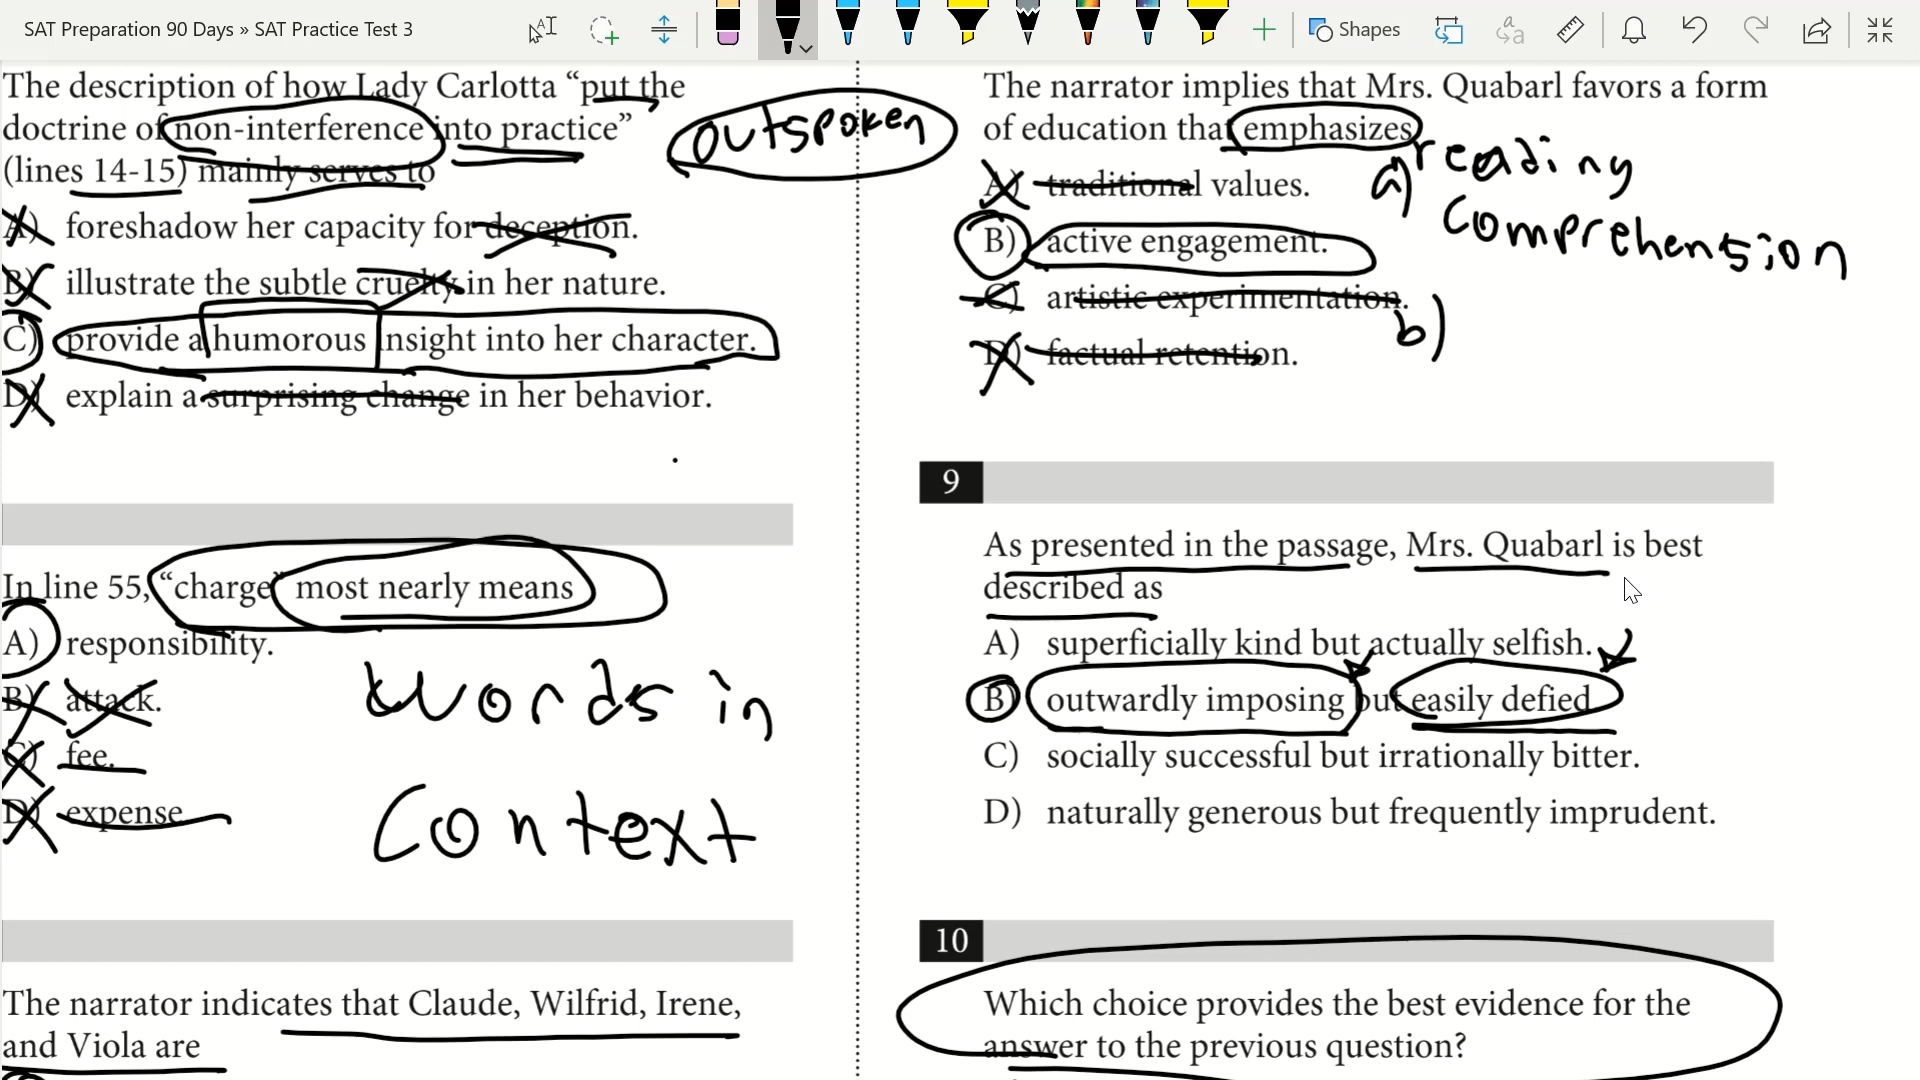 SAT Preparation 90 Days » SAT Practice Test 3
Shapes
The description of how Lady Carlotta “put the
doctrine of non-interference into practice”
(lines 14-15) mainly serves to
A) foreshadow her capacity for deception.
B) illustrate the subtle cruelty in her nature.
C) provide a humorous insight into her character.
D) explain a surprising change in her behavior.
outspoken
In line 55, “charge” most nearly means
A) responsibility.
B) attack.
C) fee.
D) expense.
Words in
Context
The narrator indicates that Claude, Wilfrid, Irene,
and Viola are
The narrator implies that Mrs. Quabarl favors a form
of education that emphasizes
A) traditional values.
B) active engagement.
C) artistic experimentation.
D) factual retention.
a) reading
Comprehension
b)
9
As presented in the passage, Mrs. Quabarl is best
described as
A) superficially kind but actually selfish.
B) outwardly imposing but easily defied.
C) socially successful but irrationally bitter.
D) naturally generous but frequently imprudent.
10
Which choice provides the best evidence for the
answer to the previous question?